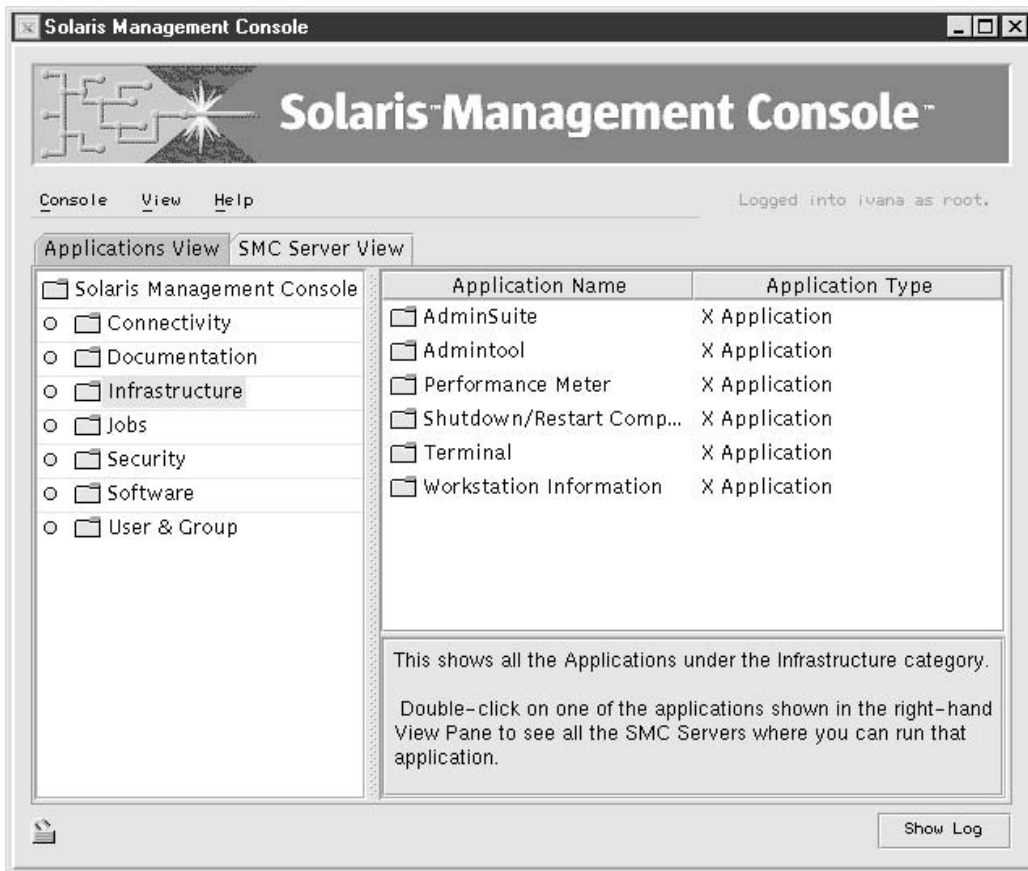 Solaris Management Console
Solaris™Management Console™
Console View Help
Logged into ivana as root.
Applications View SMC Server View
Solaris Management Console
Connectivity
Documentation
Infrastructure
Jobs
Security
Software
User & Group
Application Name Application Type
AdminSuite X Application
Admintool X Application
Performance Meter X Application
Shutdown/Restart Comp... X Application
Terminal X Application
Workstation Information X Application
This shows all the Applications under the Infrastructure category.
Double-click on one of the applications shown in the right-hand
View Pane to see all the SMC Servers where you can run that
application.
Show Log